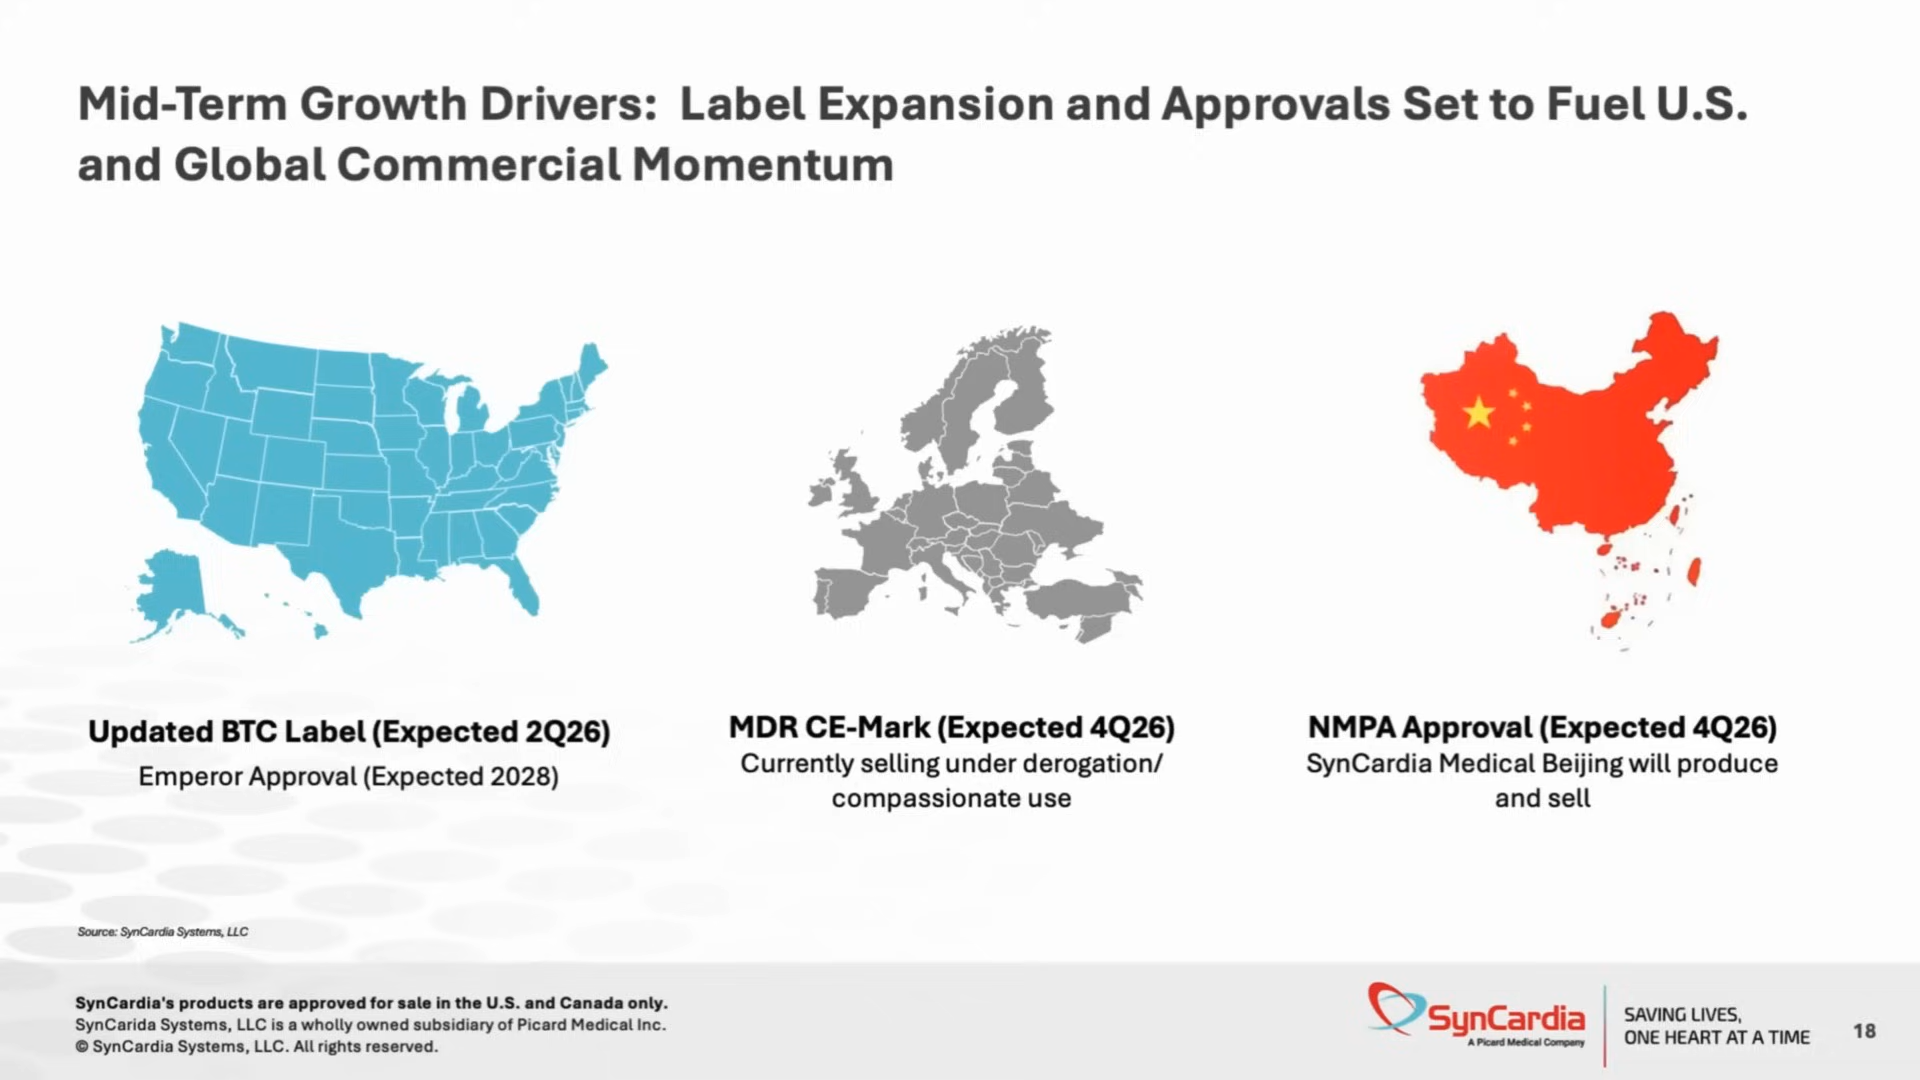 Mid-Term Growth Drivers: Label Expansion and Approvals Set to Fuel U.S.
and Global Commercial Momentum
Updated BTC Label (Expected 2Q26)
Emperor Approval (Expected 2028)
MDR CE-Mark (Expected 4Q26)
Currently selling under derogation/
compassionate use
NMPA Approval (Expected 4Q26)
SynCardia Medical Beijing will produce
and sell
Source: SynCardia Systems, LLC
SynCardia's products are approved for sale in the U.S. and Canada only.
SynCarida Systems, LLC is a wholly owned subsidiary of Picard Medical Inc.
© SynCardia Systems, LLC. All rights reserved.
SynCardia
A Picard Medical Company
SAVING LIVES,
ONE HEART AT A TIME
18